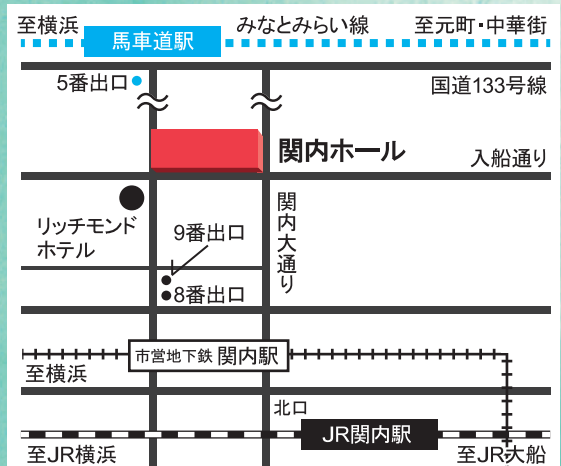 至横浜
みなとみらい線
至元町・中華街
馬車道駅
5番出口
国道133号線
関内ホール
入船通り
リッチモンド
ホテル
関内大通り
9番出口
8番出口
市営地下鉄 関内駅
至横浜
北口
JR関内駅
至JR横浜
至JR大船